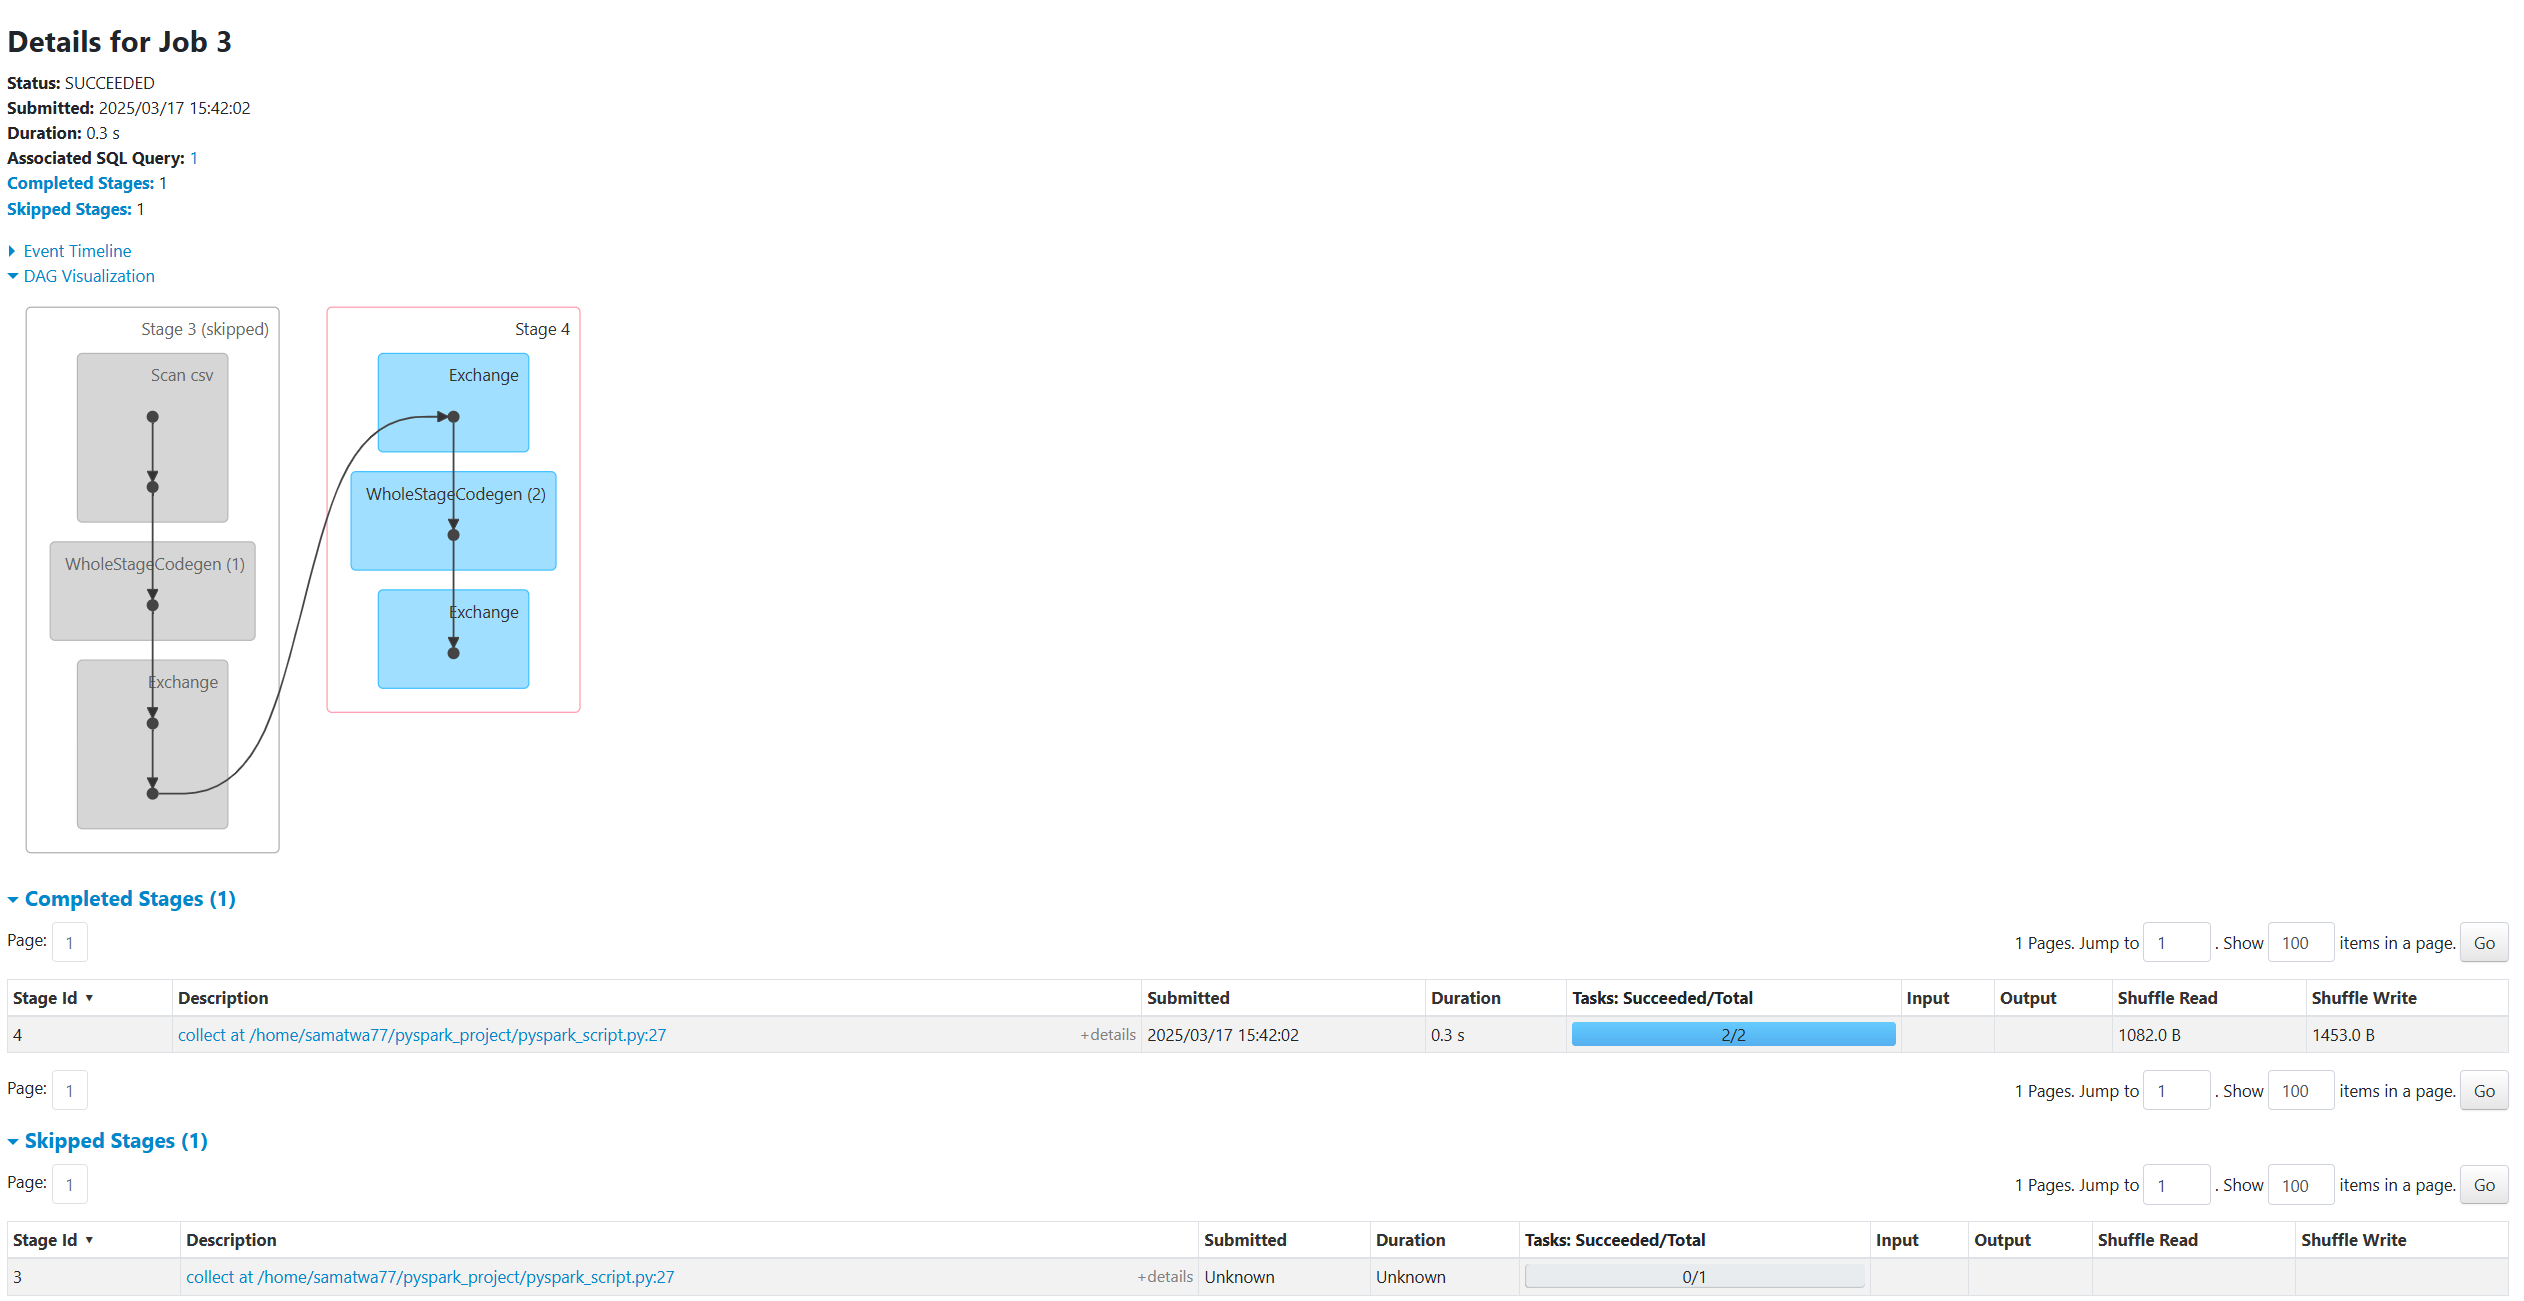 Details for Job 3
Status: SUCCEEDED
Submitted: 2025/03/17 15:42:02
Duration: 0.3 s
Associated SQL Query: 1
Completed Stages: 1
Skipped Stages: 1
Event Timeline
DAG Visualization
Stage 3 (skipped)
Scan csv
WholeStageCodegen (1)
Exchange
Stage 4
Exchange
WholeStageCodegen (2)
Exchange
Completed Stages (1)
Page: 1 1 Pages. Jump to 1 . Show 100 items in a page. Go
Stage Id ▾ Description Submitted Duration Tasks: Succeeded/Total Input Output Shuffle Read Shuffle Write
4 collect at /home/samatwa77/pyspark_project/pyspark_script.py:27 +details 2025/03/17 15:42:02 0.3 s 2/2 1082.0 B 1453.0 B
Page: 1 1 Pages. Jump to 1 . Show 100 items in a page. Go
Skipped Stages (1)
Page: 1 1 Pages. Jump to 1 . Show 100 items in a page. Go
Stage Id ▾ Description Submitted Duration Tasks: Succeeded/Total Input Output Shuffle Read Shuffle Write
3 collect at /home/samatwa77/pyspark_project/pyspark_script.py:27 +details Unknown Unknown 0/1